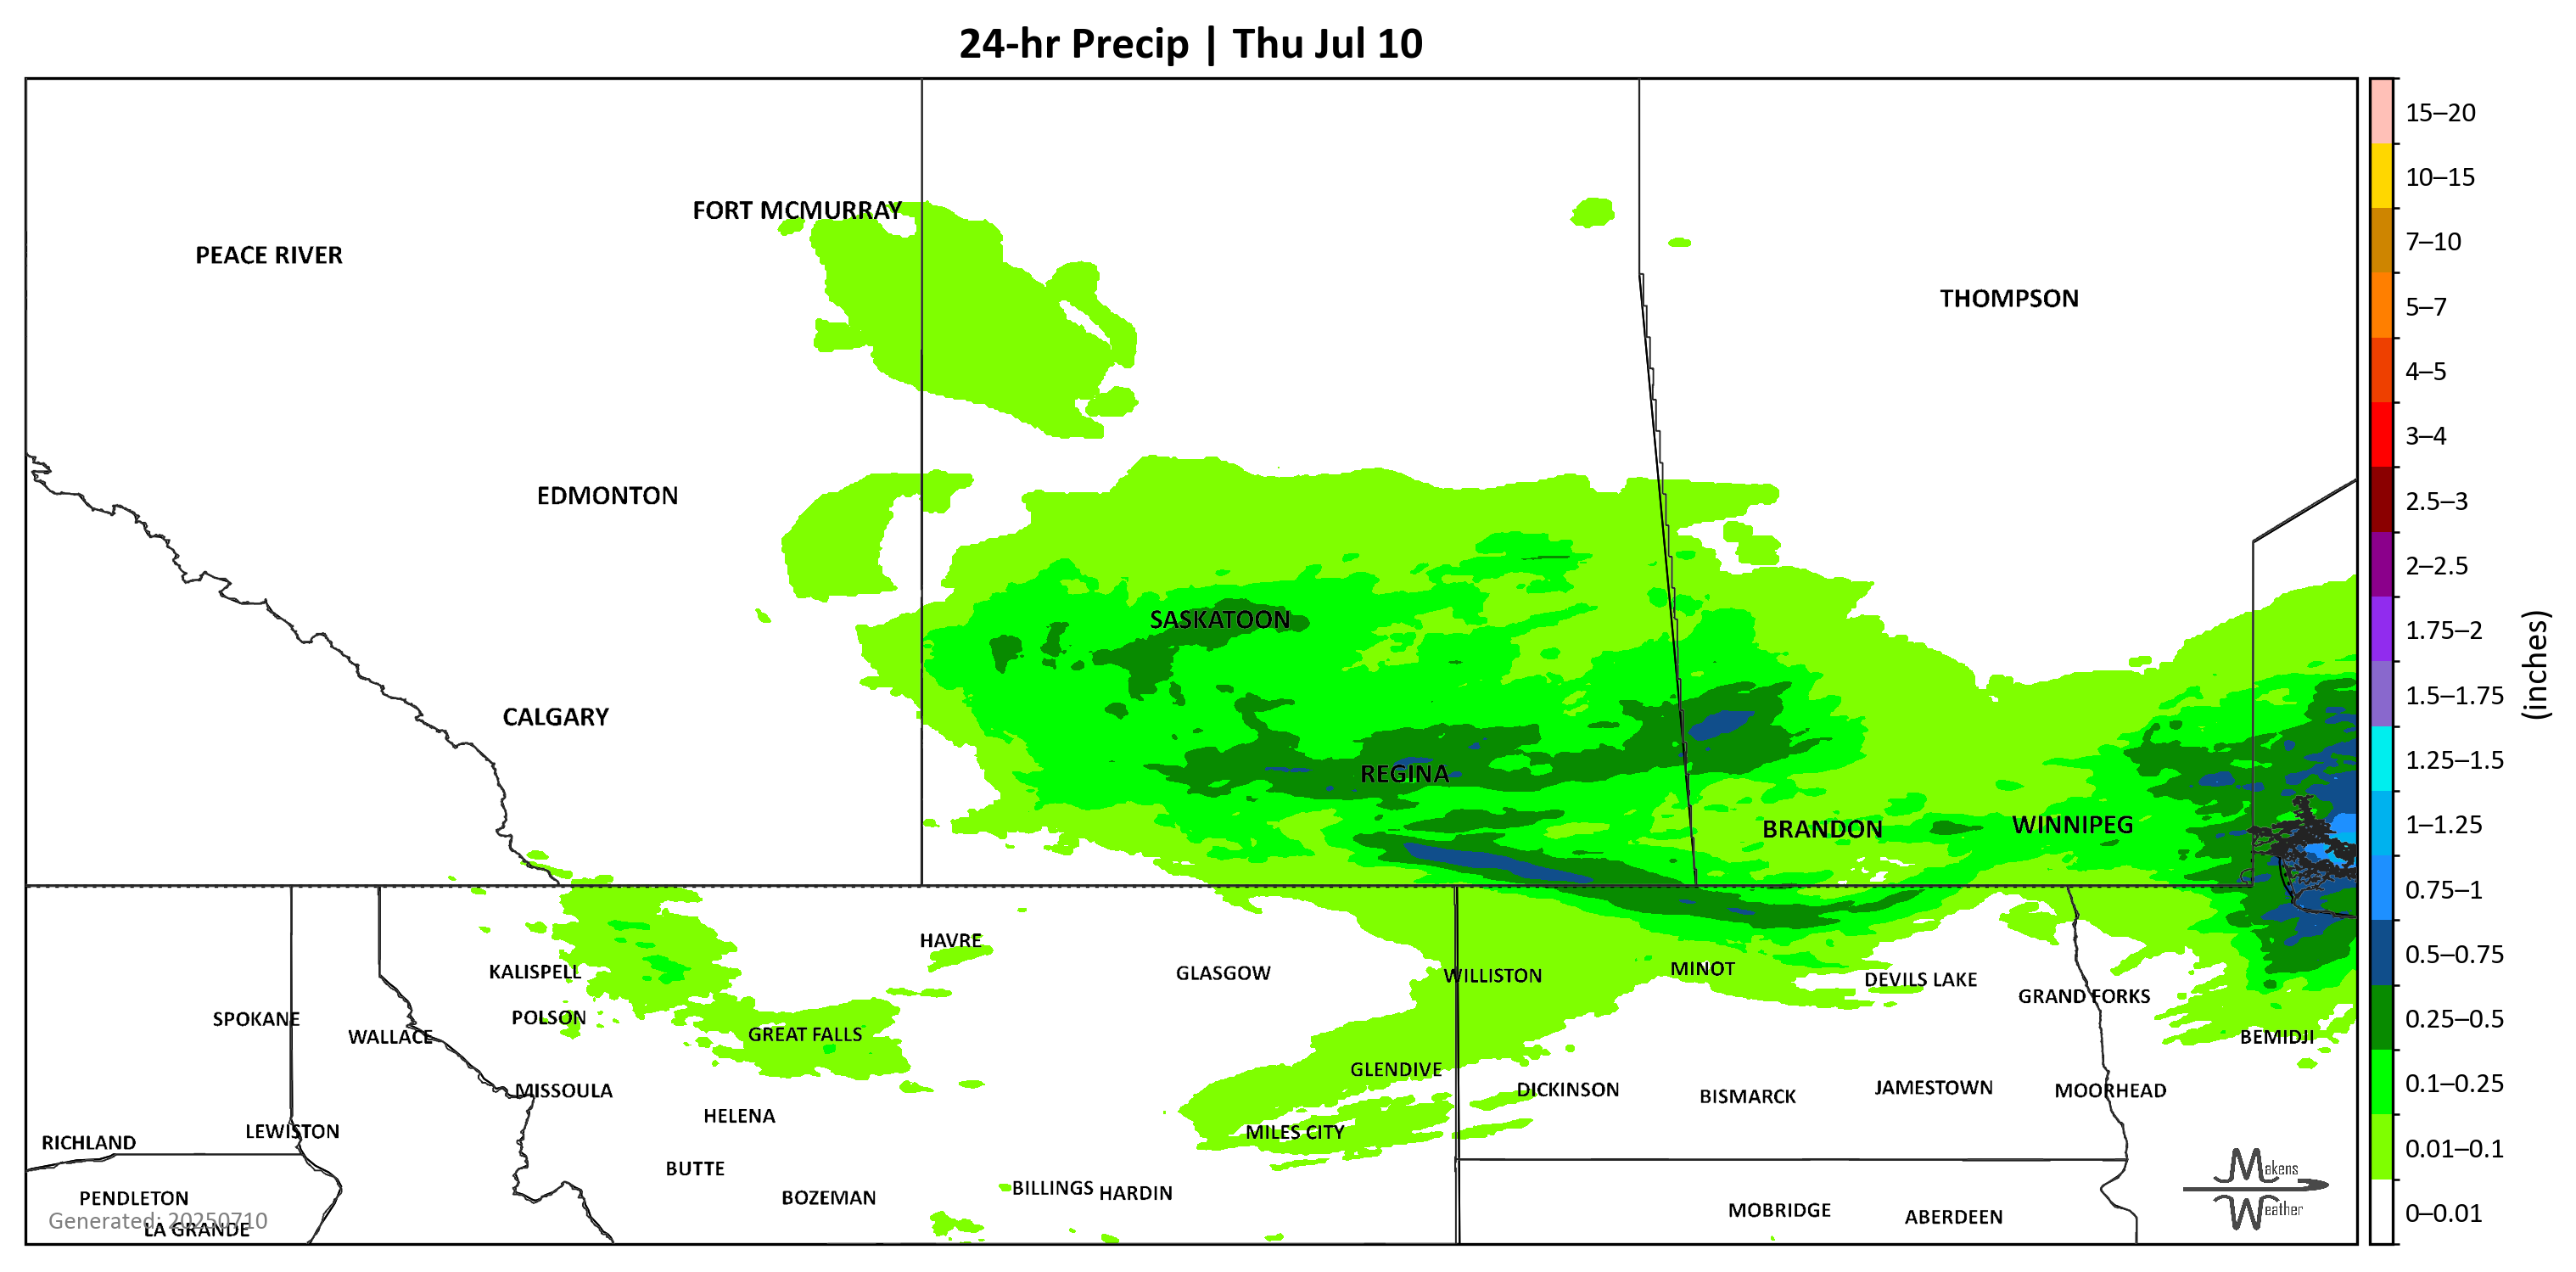 24-hr Precip | Thu Jul 10
FORT MCMURRAY
PEACE RIVER
THOMPSON
EDMONTON
SASKATOON
CALGARY
REGINA
BRANDON
WINNIPEG
HAVRE
KALISPELL
GLASGOW
WILLISTON
MINOT
DEVILS LAKE
GRAND FORKS
SPOKANE
POLSON
WALLACE
GREAT FALLS
BEMIDJI
GLENDIVE
MISSOULA
DICKINSON
BISMARCK
JAMESTOWN
MOORHEAD
HELENA
LEWISTON
MILES CITY
RICHLAND
BUTTE
BILLINGS
HARDIN
PENDLETON
BOZEMAN
MOBRIDGE
ABERDEEN
Generated: 20250710
LA GRANDE
Makens
Weather
15–20
10–15
7–10
5–7
4–5
3–4
2.5–3
2–2.5
1.75–2
1.5–1.75
1.25–1.5
1–1.25
0.75–1
0.5–0.75
0.25–0.5
0.1–0.25
0.01–0.1
0–0.01
(inches)